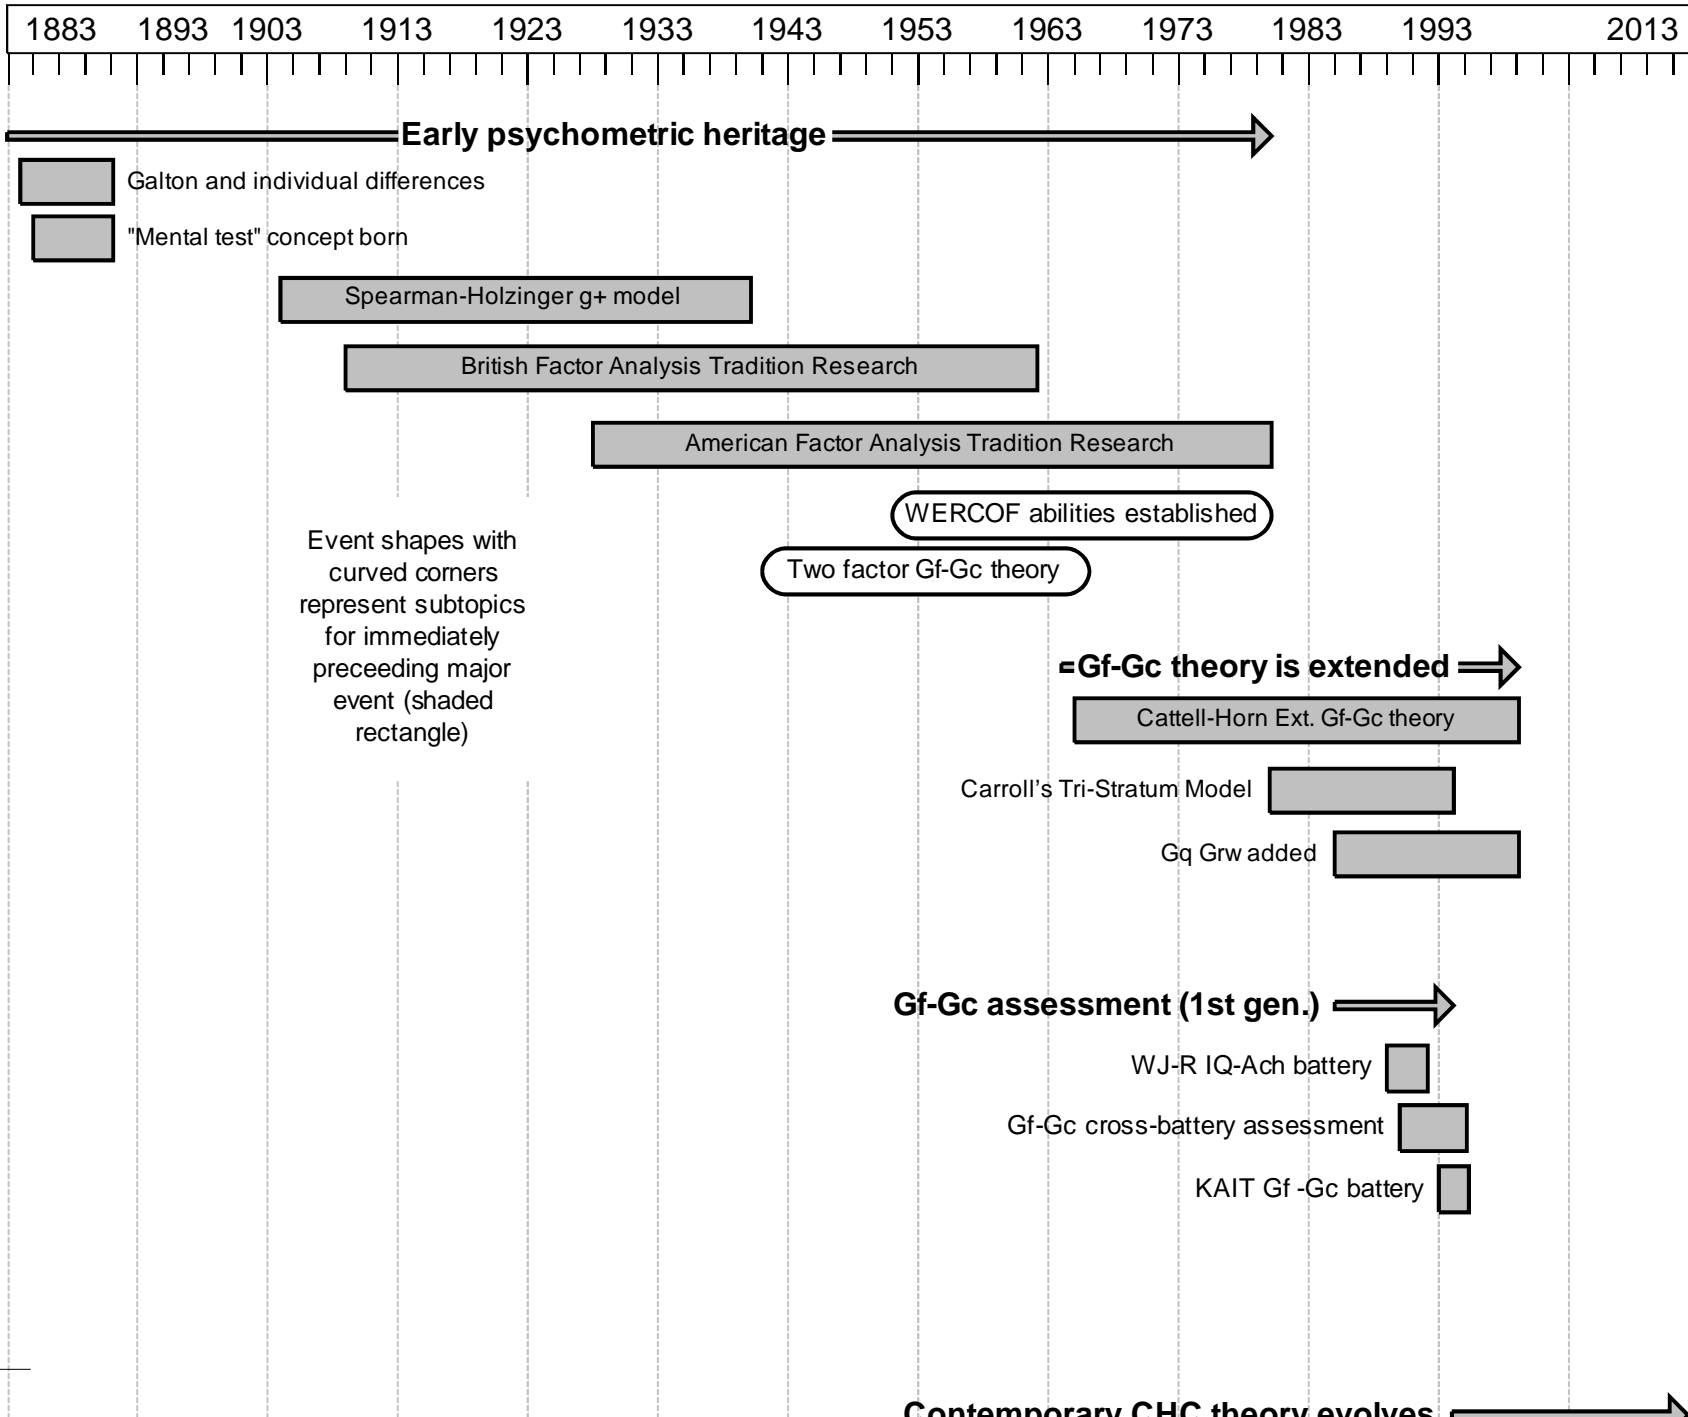 1883 1893 1903 1913 1923 1933 1943 1953 1963 1973 1983 1993 2013
Early psychometric heritage
Galton and individual differences
"Mental test" concept born
Spearman-Holzinger g+ model
British Factor Analysis Tradition Research
American Factor Analysis Tradition Research
WERCOF abilities established
Two factor Gf-Gc theory
Event shapes with
curved corners
represent subtopics
for immediately
preceeding major
event (shaded
rectangle)
Gf-Gc theory is extended
Cattell-Horn Ext. Gf-Gc theory
Carroll's Tri-Stratum Model
Gq Grw added
Gf-Gc assessment (1st gen.)
WJ-R IQ-Ach battery
Gf-Gc cross-battery assessment
KAIT Gf -Gc battery
Contemporary CHC theory evolves